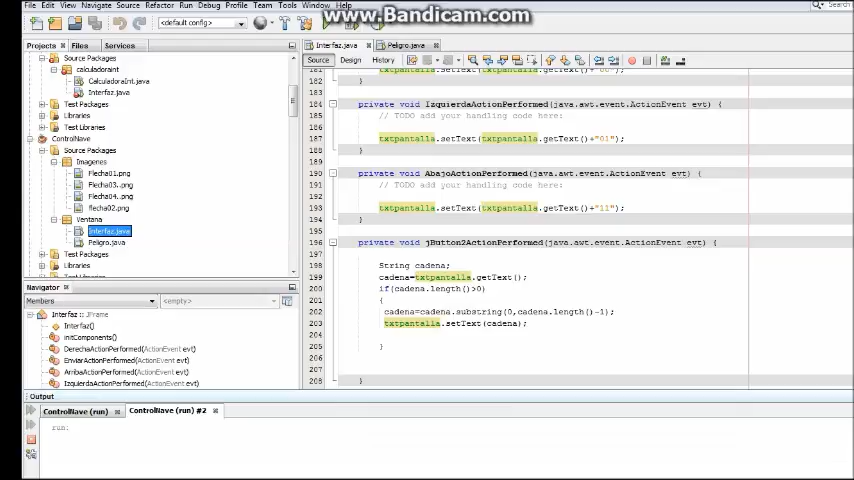 www.Bandicam.com
File Edit View Navigate Source Refactor Run Debug Profile Team Tools Window Help
<default config>
Projects Files Services
Interfaz.java Peligro.java
Source Design History
Source Packages
calculadoraint
CalculadoraInt.java
Interfaz.java
Test Packages
Libraries
Test Libraries
ControlNave
Source Packages
Imagenes
Flecha01.png
Flecha03..png
Flecha04..png
flecha02.png
Ventana
Interfaz.java
Peligro.java
Test Packages
Libraries
Navigator
Members <empty>
Interfaz :: JFrame
Interfaz()
initComponents()
DerechaActionPerformed(ActionEvent evt)
EnviarActionPerformed(ActionEvent evt)
ArribaActionPerformed(ActionEvent evt)
IzquierdaActionPerformed(ActionEvent evt)
182 }
183
184 private void IzquierdaActionPerformed(java.awt.event.ActionEvent evt) {
185 // TODO add your handling code here:
186
187 txtpantalla.setText(txtpantalla.getText()+"01");
188 }
189
190 private void AbajoActionPerformed(java.awt.event.ActionEvent evt) {
191 // TODO add your handling code here:
192
193 txtpantalla.setText(txtpantalla.getText()+"11");
194 }
195
196 private void jButton2ActionPerformed(java.awt.event.ActionEvent evt) {
197
198 String cadena;
199 cadena=txtpantalla.getText();
200 if(cadena.length()>0)
201 {
202 cadena=cadena.substring(0,cadena.length()-1);
203 txtpantalla.setText(cadena);
204
205 }
206
207
208 }
Output
ControlNave (run) ControlNave (run) #2
run: